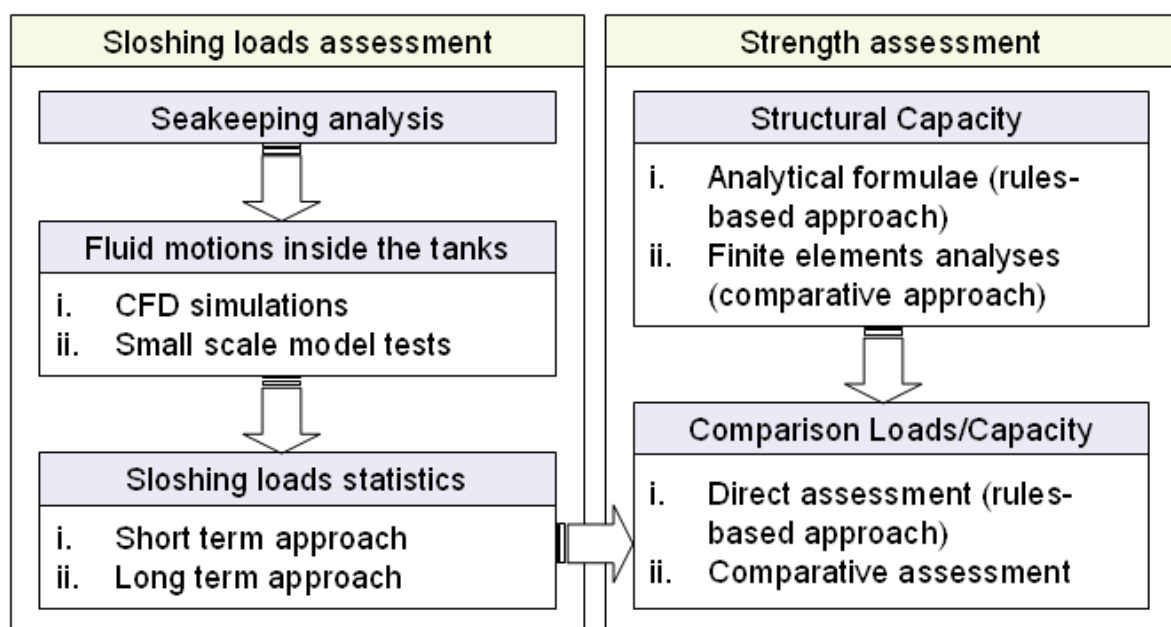 Sloshing loads assessment
Seakeeping analysis
Fluid motions inside the tanks
i. CFD simulations
ii. Small scale model tests
Sloshing loads statistics
i. Short term approach
ii. Long term approach
Strength assessment
Structural Capacity
i. Analytical formulae (rules-
based approach)
ii. Finite elements analyses
(comparative approach)
Comparison Loads/Capacity
i. Direct assessment (rules-
based approach)
ii. Comparative assessment